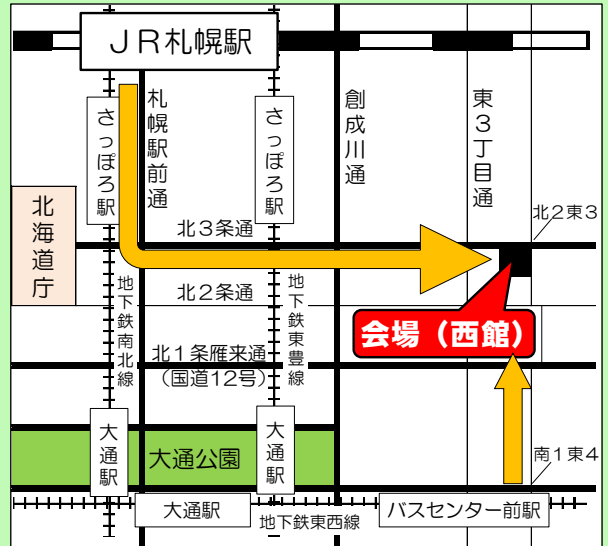 JR札幌駅
さっぽろ駅
札幌駅前通
さっぽろ駅
創成川通
東3丁目通
北2東3
北海道庁
北3条通
地下鉄南北線
北2条通
地下鉄東豊線
会場（西館）
北1条雁来通
（国道12号）
大通駅
大通公園
大通駅
南1東4
大通駅
地下鉄東西線
バスセンター前駅